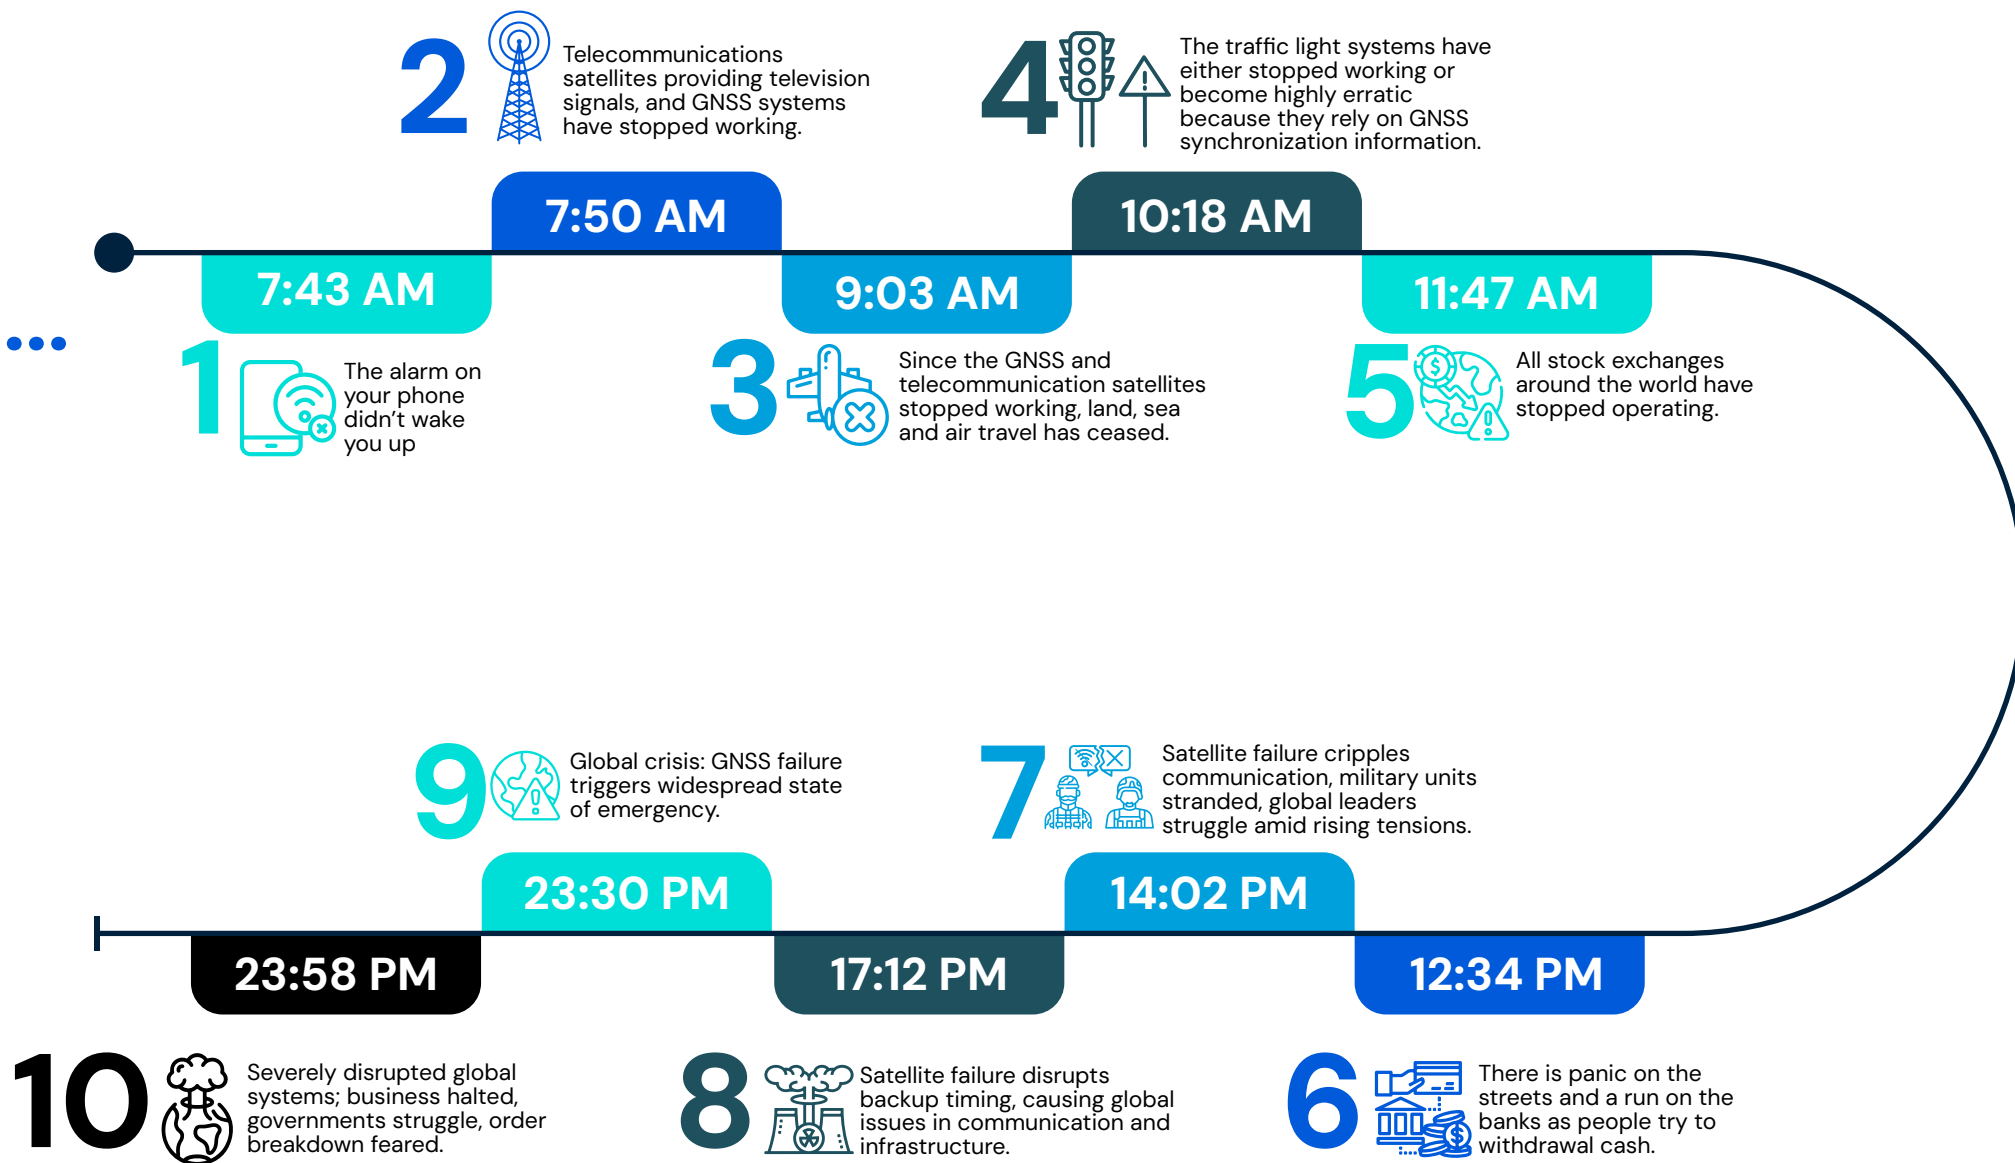 7:43 AM
1
The alarm on
your phone
didn't wake
you up
2
Telecommunications
satellites providing television
signals, and GNSS systems
have stopped working.
7:50 AM
9:03 AM
3
Since the GNSS and
telecommunication satellites
stopped working, land, sea
and air travel has ceased.
4
The traffic light systems have
either stopped working or
become highly erratic
because they rely on GNSS
synchronization information.
10:18 AM
11:47 AM
5
All stock exchanges
around the world have
stopped operating.
12:34 PM
6
There is panic on the
streets and a run on the
banks as people try to
withdrawal cash.
7
Satellite failure cripples
communication, military units
stranded, global leaders
struggle amid rising tensions.
14:02 PM
17:12 PM
8
Satellite failure disrupts
backup timing, causing global
issues in communication and
infrastructure.
9
Global crisis: GNSS failure
triggers widespread state
of emergency.
23:30 PM
23:58 PM
10
Severely disrupted global
systems; business halted,
governments struggle, order
breakdown feared.